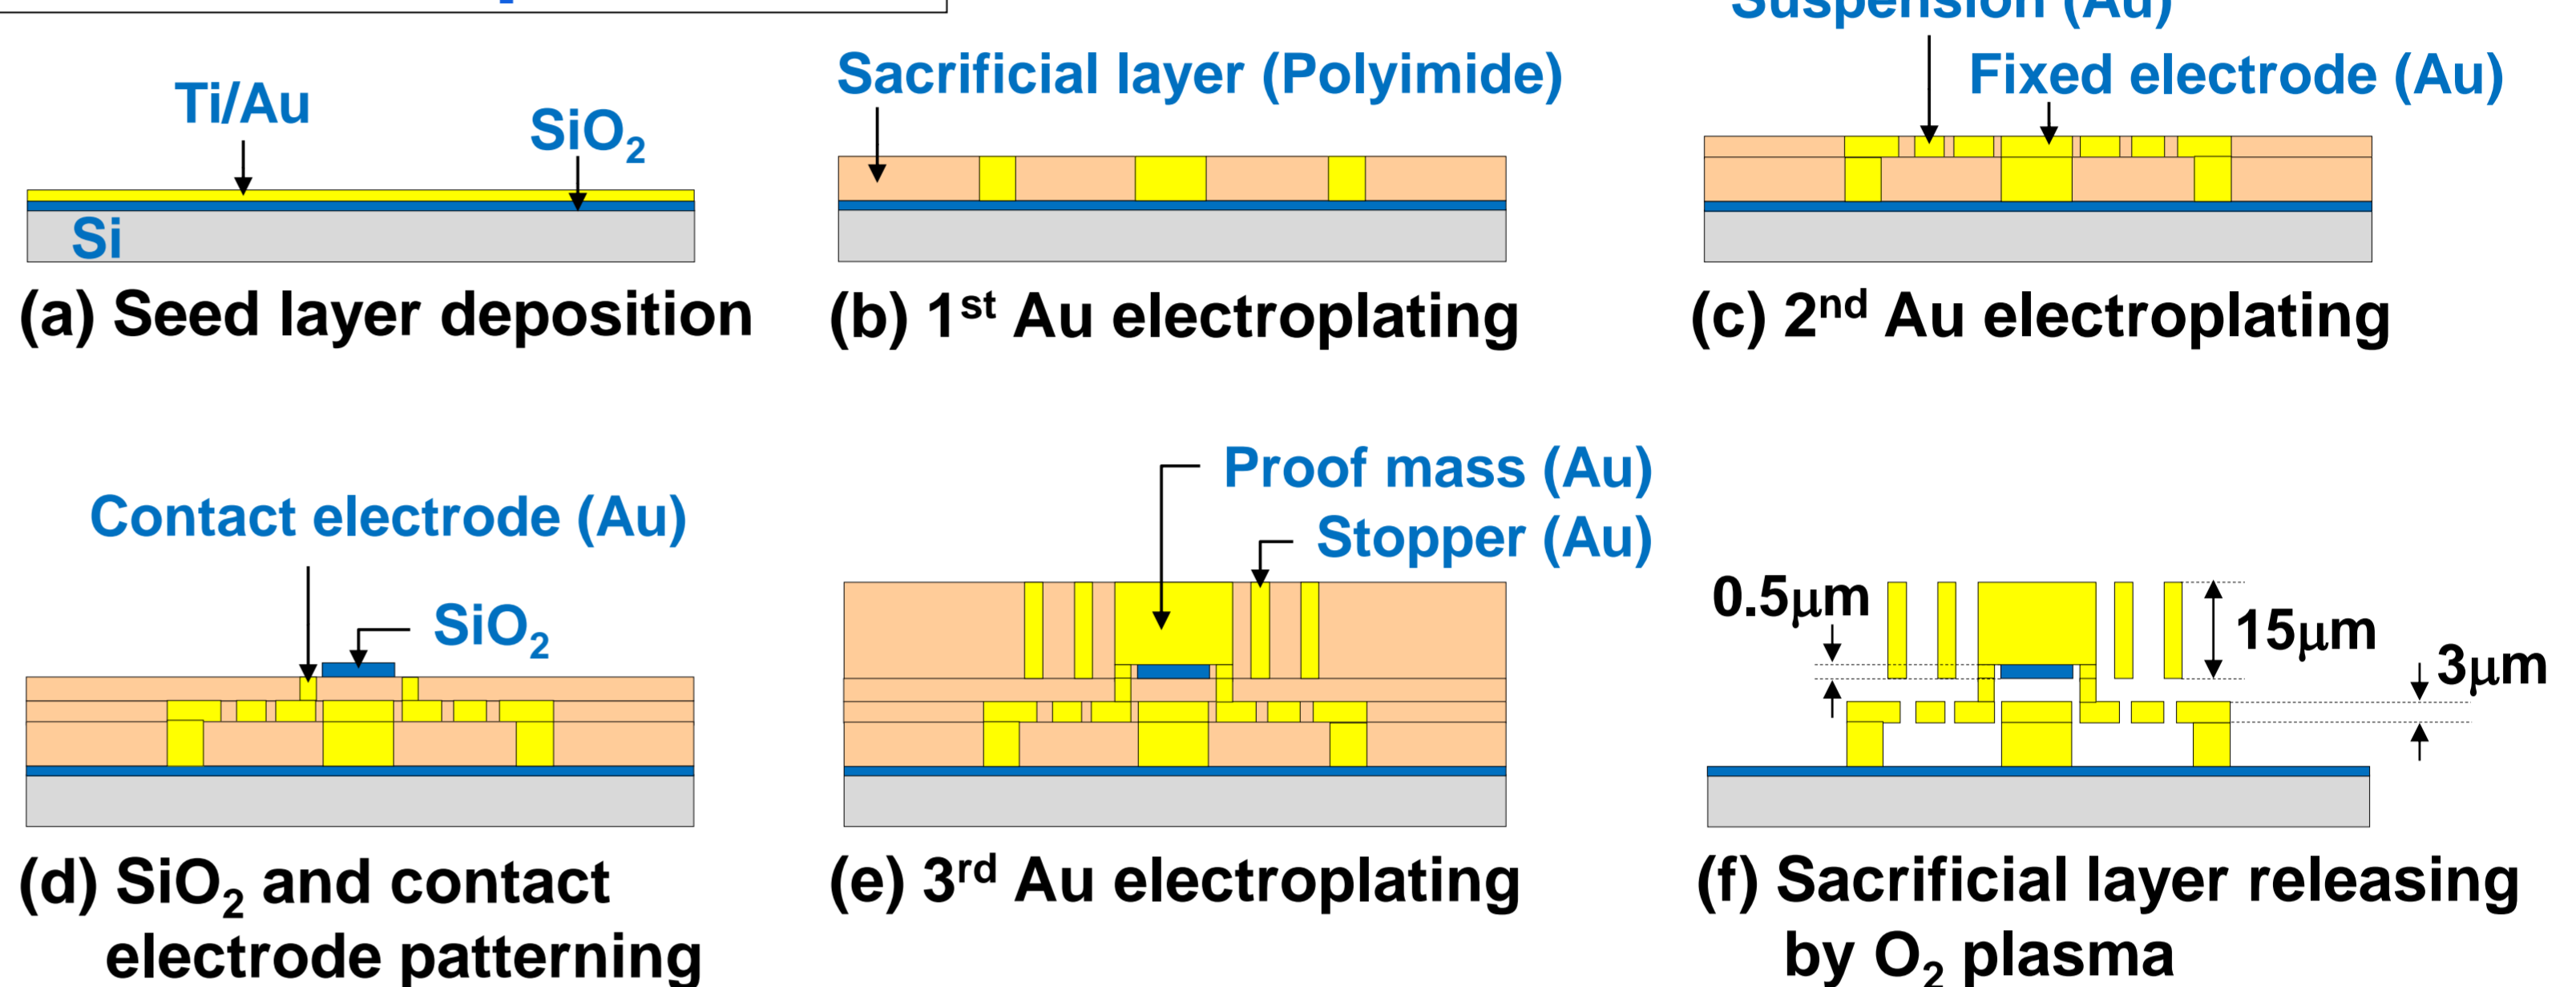 Suspension (Au)
Ti/Au
SiO₂
Si
(a) Seed layer deposition
Sacrificial layer (Polyimide)
(b) 1st Au electroplating
Fixed electrode (Au)
(c) 2nd Au electroplating
Contact electrode (Au)
SiO₂
(d) SiO₂ and contact
electrode patterning
Proof mass (Au)
Stopper (Au)
(e) 3rd Au electroplating
0.5μm
15μm
3μm
(f) Sacrificial layer releasing
by O₂ plasma